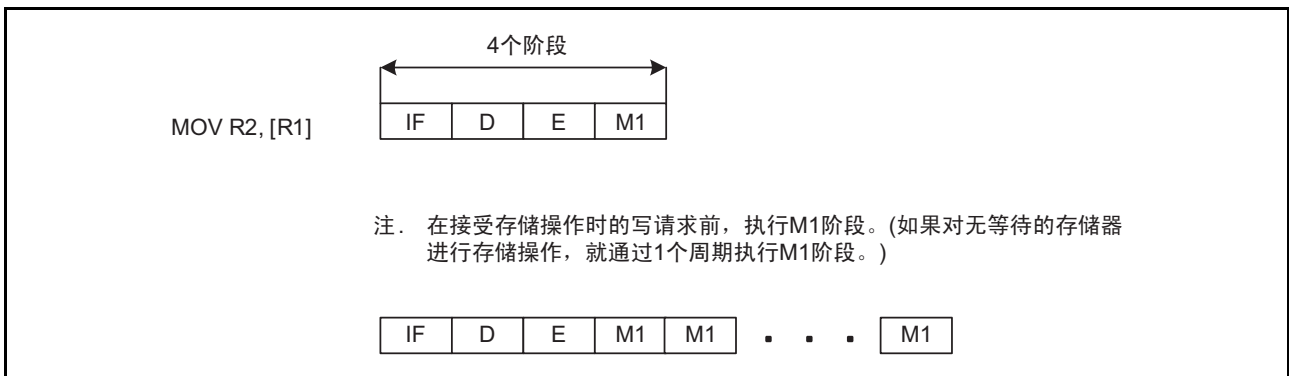 4个阶段
MOV R2, [R1] IF D E M1
注. 在接受存储操作时的写请求前，执行M1阶段。(如果对无等待的存储器
进行存储操作，就通过1个周期执行M1阶段。)
IF D E M1 M1 ▪ ▪ ▪ M1